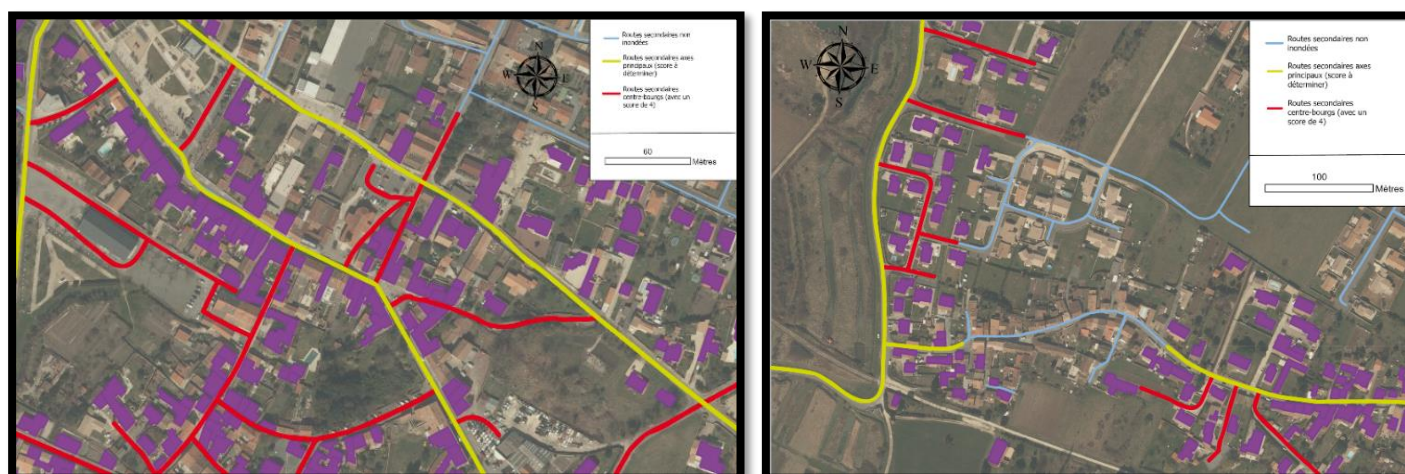 N
W
E
S
Routes secondaires non
inondées
Routes secondaires axes
principaux (score à
déterminer)
Routes secondaires
centre-bourgs (avec un
score de 4)
60
Mètres
N
W
E
S
Routes secondaires non
inondées
Routes secondaires axes
principaux (score à
déterminer)
Routes secondaires
centre-bourgs (avec un
score de 4)
100
Mètres